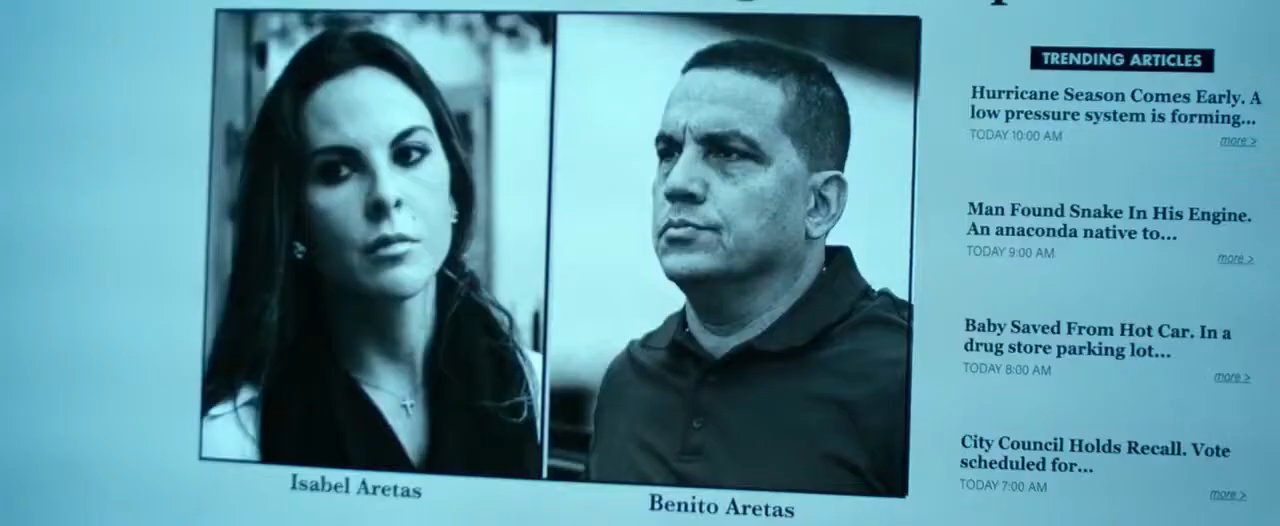 Isabel Aretas
Benito Aretas
TRENDING ARTICLES
Hurricane Season Comes Early. A
low pressure system is forming...
TODAY 10:00 AM
more >
Man Found Snake In His Engine.
An anaconda native to...
TODAY 9:00 AM
more >
Baby Saved From Hot Car. In a
drug store parking lot...
TODAY 8:00 AM
more >
City Council Holds Recall. Vote
scheduled for...
TODAY 7:00 AM
more >